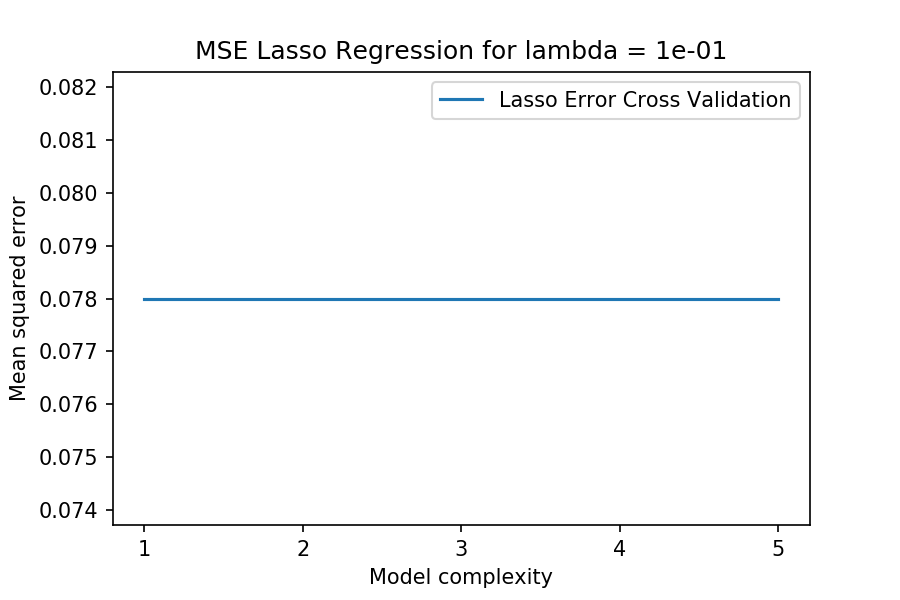 MSE Lasso Regression for lambda = 1e-01
Lasso Error Cross Validation
Mean squared error
0.082
0.081
0.080
0.079
0.078
0.077
0.076
0.075
0.074
1 2 3 4 5
Model complexity